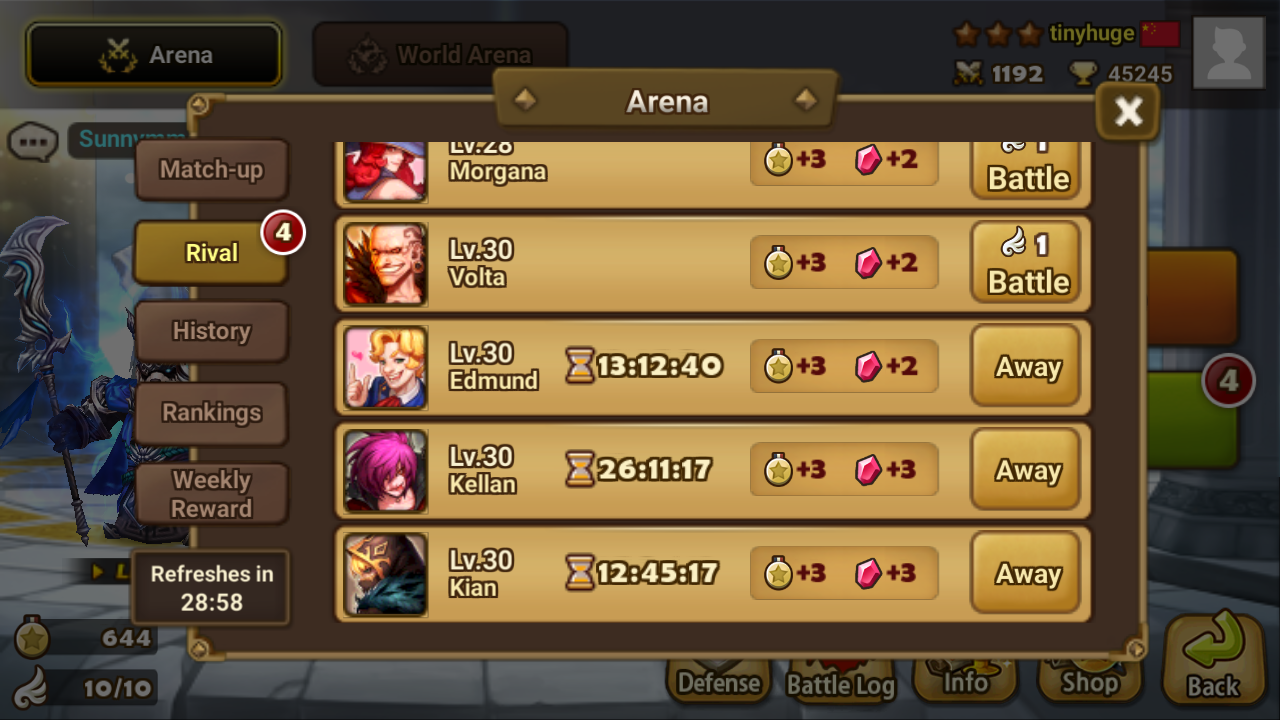 Arena
World Arena
tinyhuge
1192
45245
Arena
X
Match-up
Rival
4
History
Rankings
Weekly
Reward
Refreshes in
28:58
Lv.28
Morgana
+3
+2
1
Battle
Lv.30
Volta
+3
+2
1
Battle
Lv.30
Edmund
13:12:40
+3
+2
Away
Lv.30
Kellan
26:11:17
+3
+3
Away
Lv.30
Kian
12:45:17
+3
+3
Away
4
644
10/10
Defense
Battle Log
Info
Shop
Back